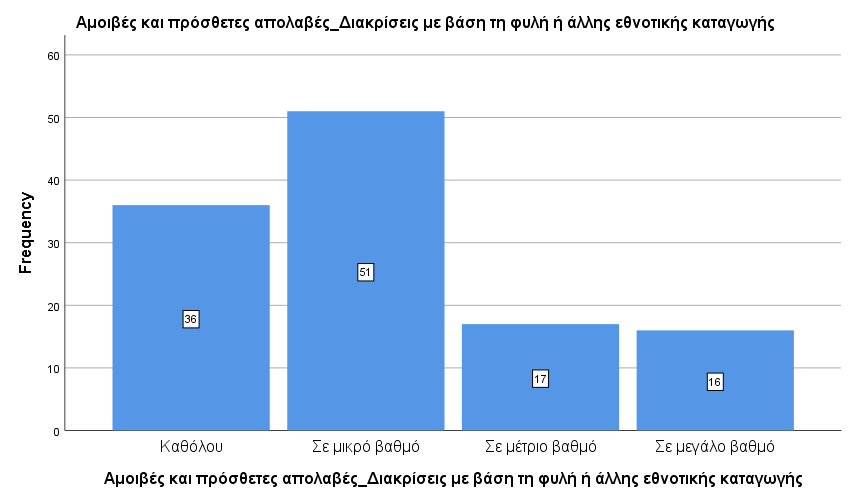 Αμοιβές και πρόσθετες απολαβές_Διακρίσεις με βάση τη φυλή ή άλλης εθνοτικής καταγωγής
60
50
40
30
20
10
0
Frequency
36
51
17
16
Καθόλου
Σε μικρό βαθμό
Σε μέτριο βαθμό
Σε μεγάλο βαθμό
Αμοιβές και πρόσθετες απολαβές_Διακρίσεις με βάση τη φυλή ή άλλης εθνοτικής καταγωγής